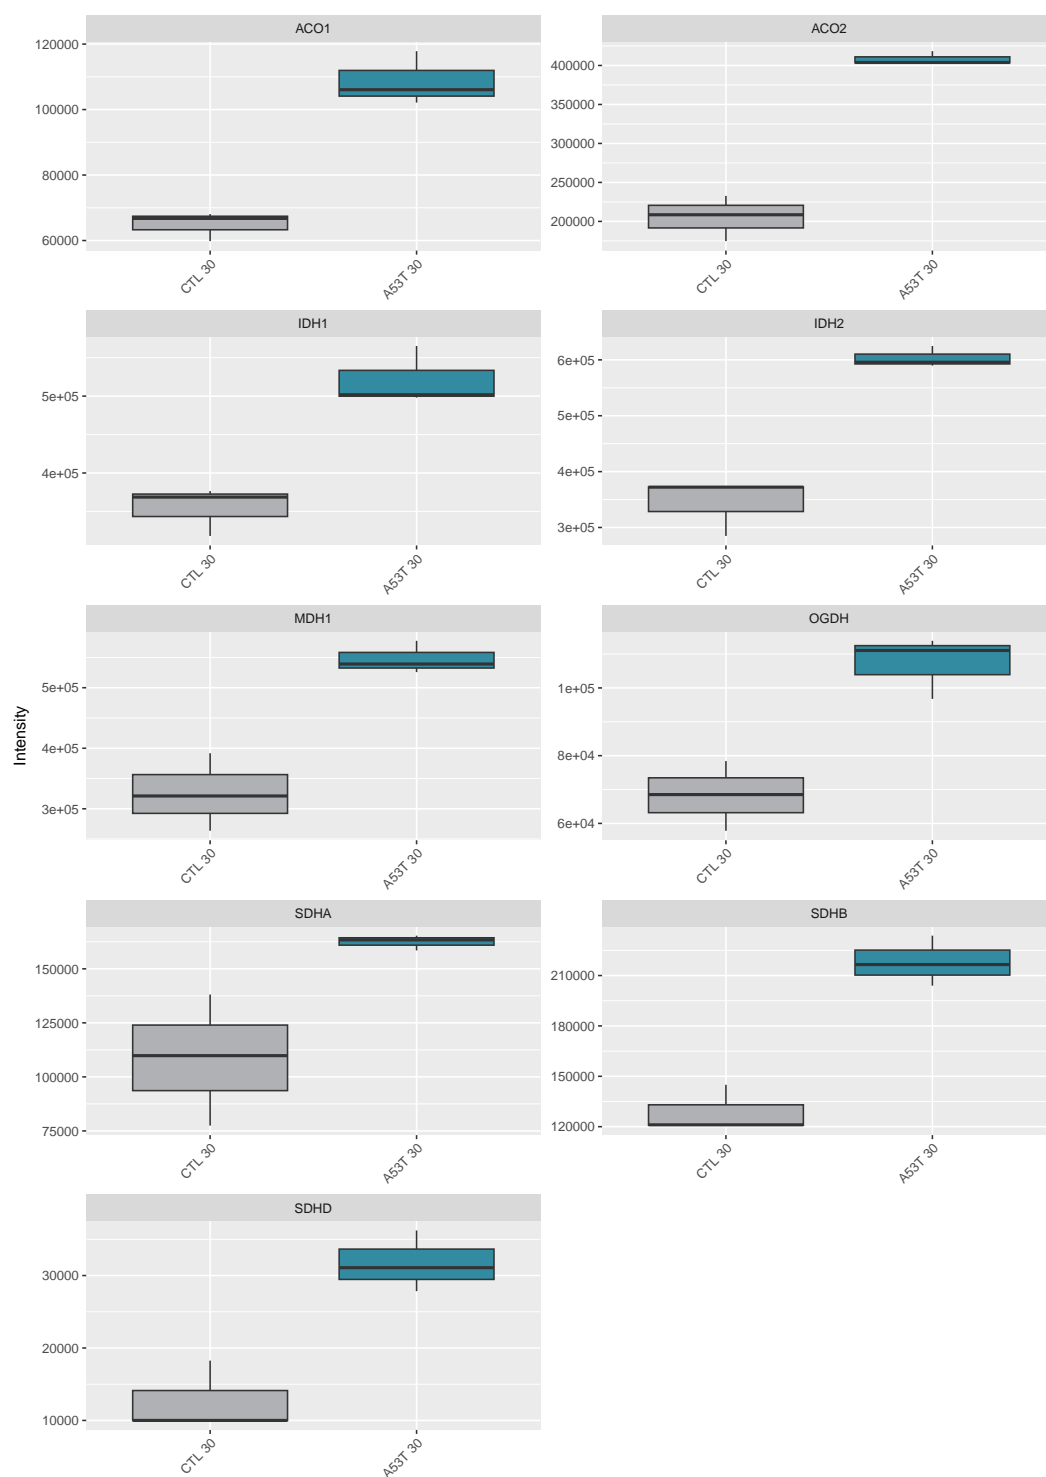 ACO1
120000
100000
80000
60000
CTL 30
A53T 30
ACO2
400000
350000
300000
250000
200000
CTL 30
A53T 30
IDH1
5e+05
4e+05
CTL 30
A53T 30
IDH2
6e+05
5e+05
4e+05
3e+05
CTL 30
A53T 30
Intensity
MDH1
5e+05
4e+05
3e+05
CTL 30
A53T 30
OGDH
1e+05
8e+04
6e+04
CTL 30
A53T 30
SDHA
150000
125000
100000
75000
CTL 30
A53T 30
SDHB
210000
180000
150000
120000
CTL 30
A53T 30
SDHD
30000
20000
10000
CTL 30
A53T 30